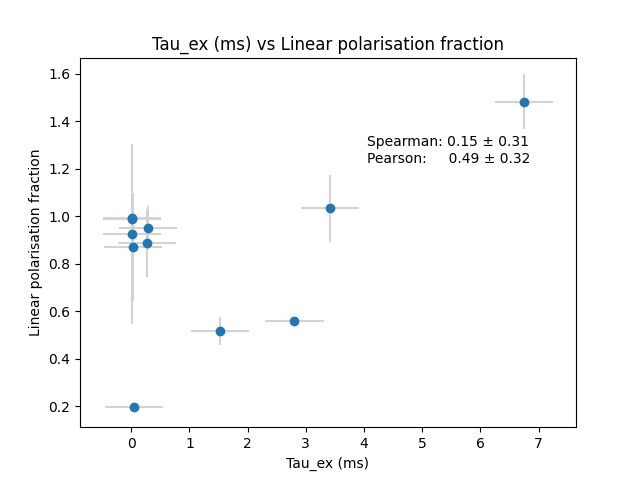 Tau_ex (ms) vs Linear polarisation fraction
1.6
1.4
1.2
1.0
0.8
0.6
0.4
0.2
Linear polarisation fraction
Spearman: 0.15 ± 0.31
Pearson: 0.49 ± 0.32
0 1 2 3 4 5 6 7
Tau_ex (ms)